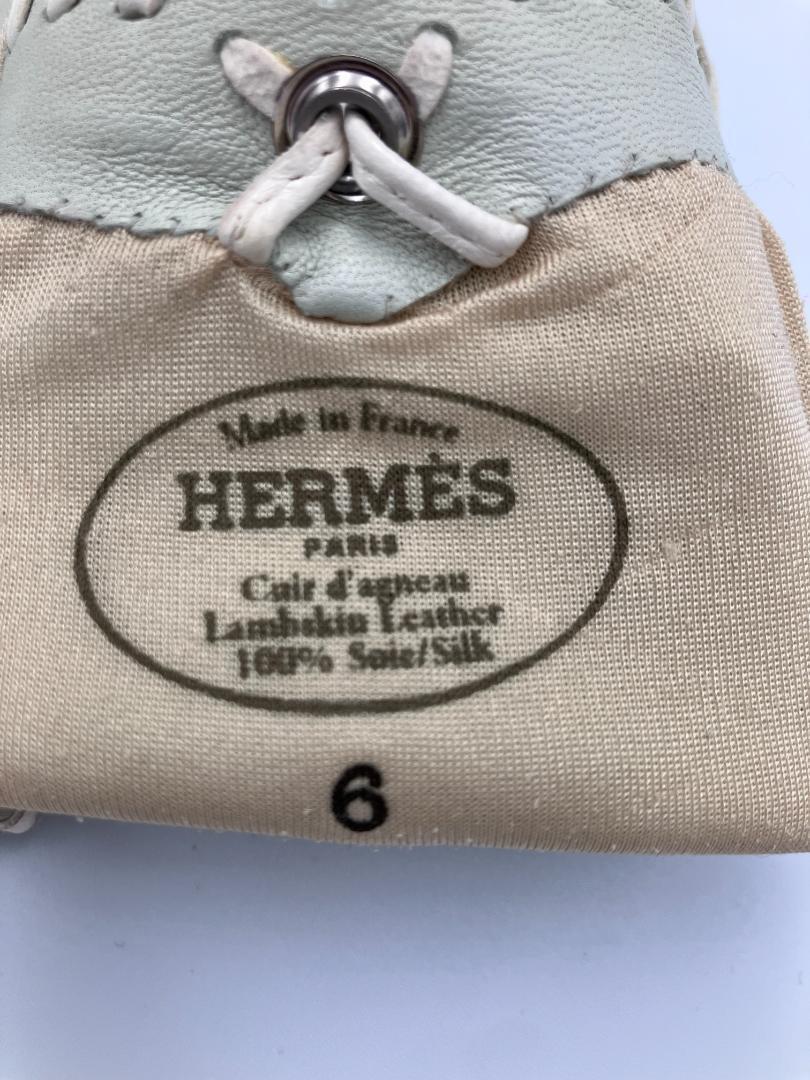 Made in France
HERMÈS
PARIS
Cuir d'agneau
Lambskin Leather
100% Soie/Silk
6